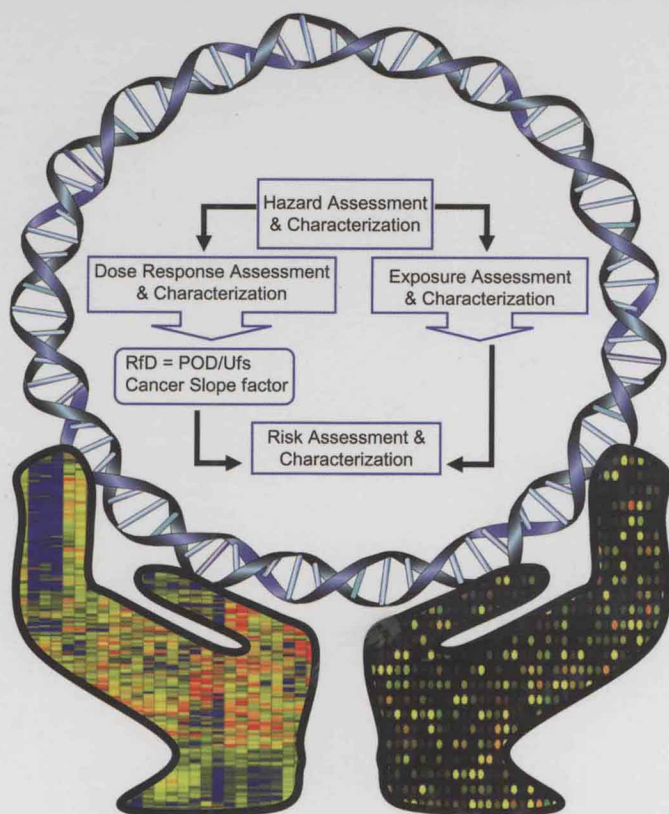 Hazard Assessment
& Characterization
Dose Response Assessment
& Characterization
Exposure Assessment
& Characterization
RfD = POD/Ufs
Cancer Slope factor
Risk Assessment &
Characterization